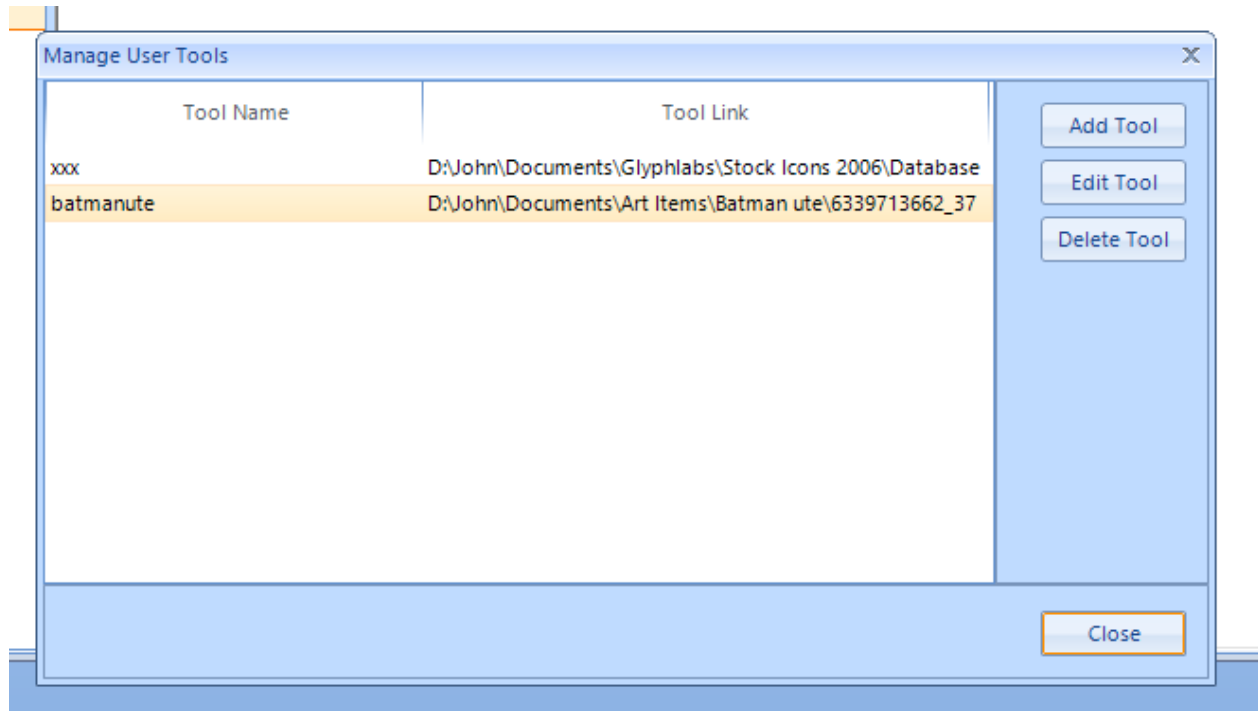 Manage User Tools
Tool Name Tool Link
xxx D:\John\Documents\Glyphlabs\Stock Icons 2006\Database
batmanute D:\John\Documents\Art Items\Batman ute\6339713662_37
Add Tool
Edit Tool
Delete Tool
Close